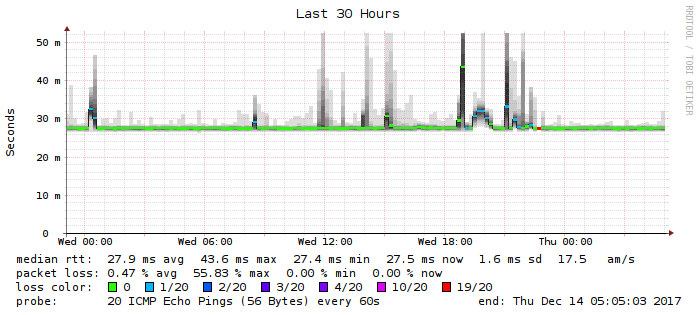 Last 30 Hours
RRDTOOL / TOBI OETIKER
Seconds
50 m
40 m
30 m
20 m
10 m
0
Wed 00:00 Wed 06:00 Wed 12:00 Wed 18:00 Thu 00:00
median rtt: 27.9 ms avg 43.6 ms max 27.4 ms min 27.5 ms now 1.6 ms sd 17.5 am/s
packet loss: 0.47 % avg 55.83 % max 0.00 % min 0.00 % now
loss color: 0 1/20 2/20 3/20 4/20 10/20 19/20
probe: 20 ICMP Echo Pings (56 Bytes) every 60s end: Thu Dec 14 05:05:03 2017